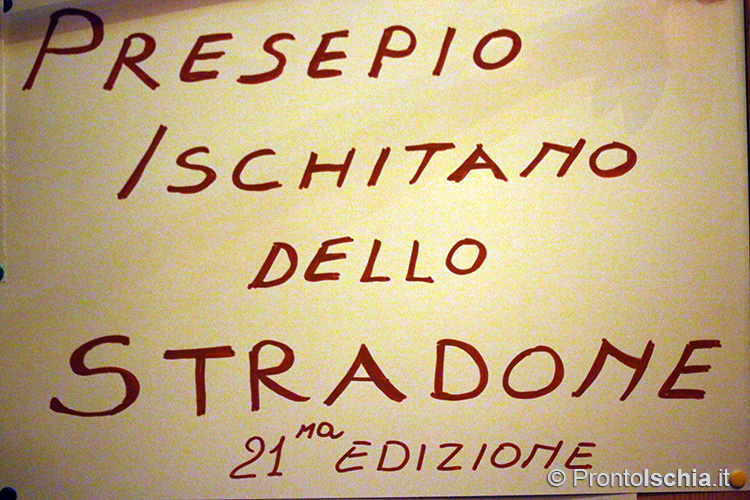 PRESEPIO
ISCHITANO
DELLO
STRADONE
21ma EDIZIONE
© ProntoIschia.it